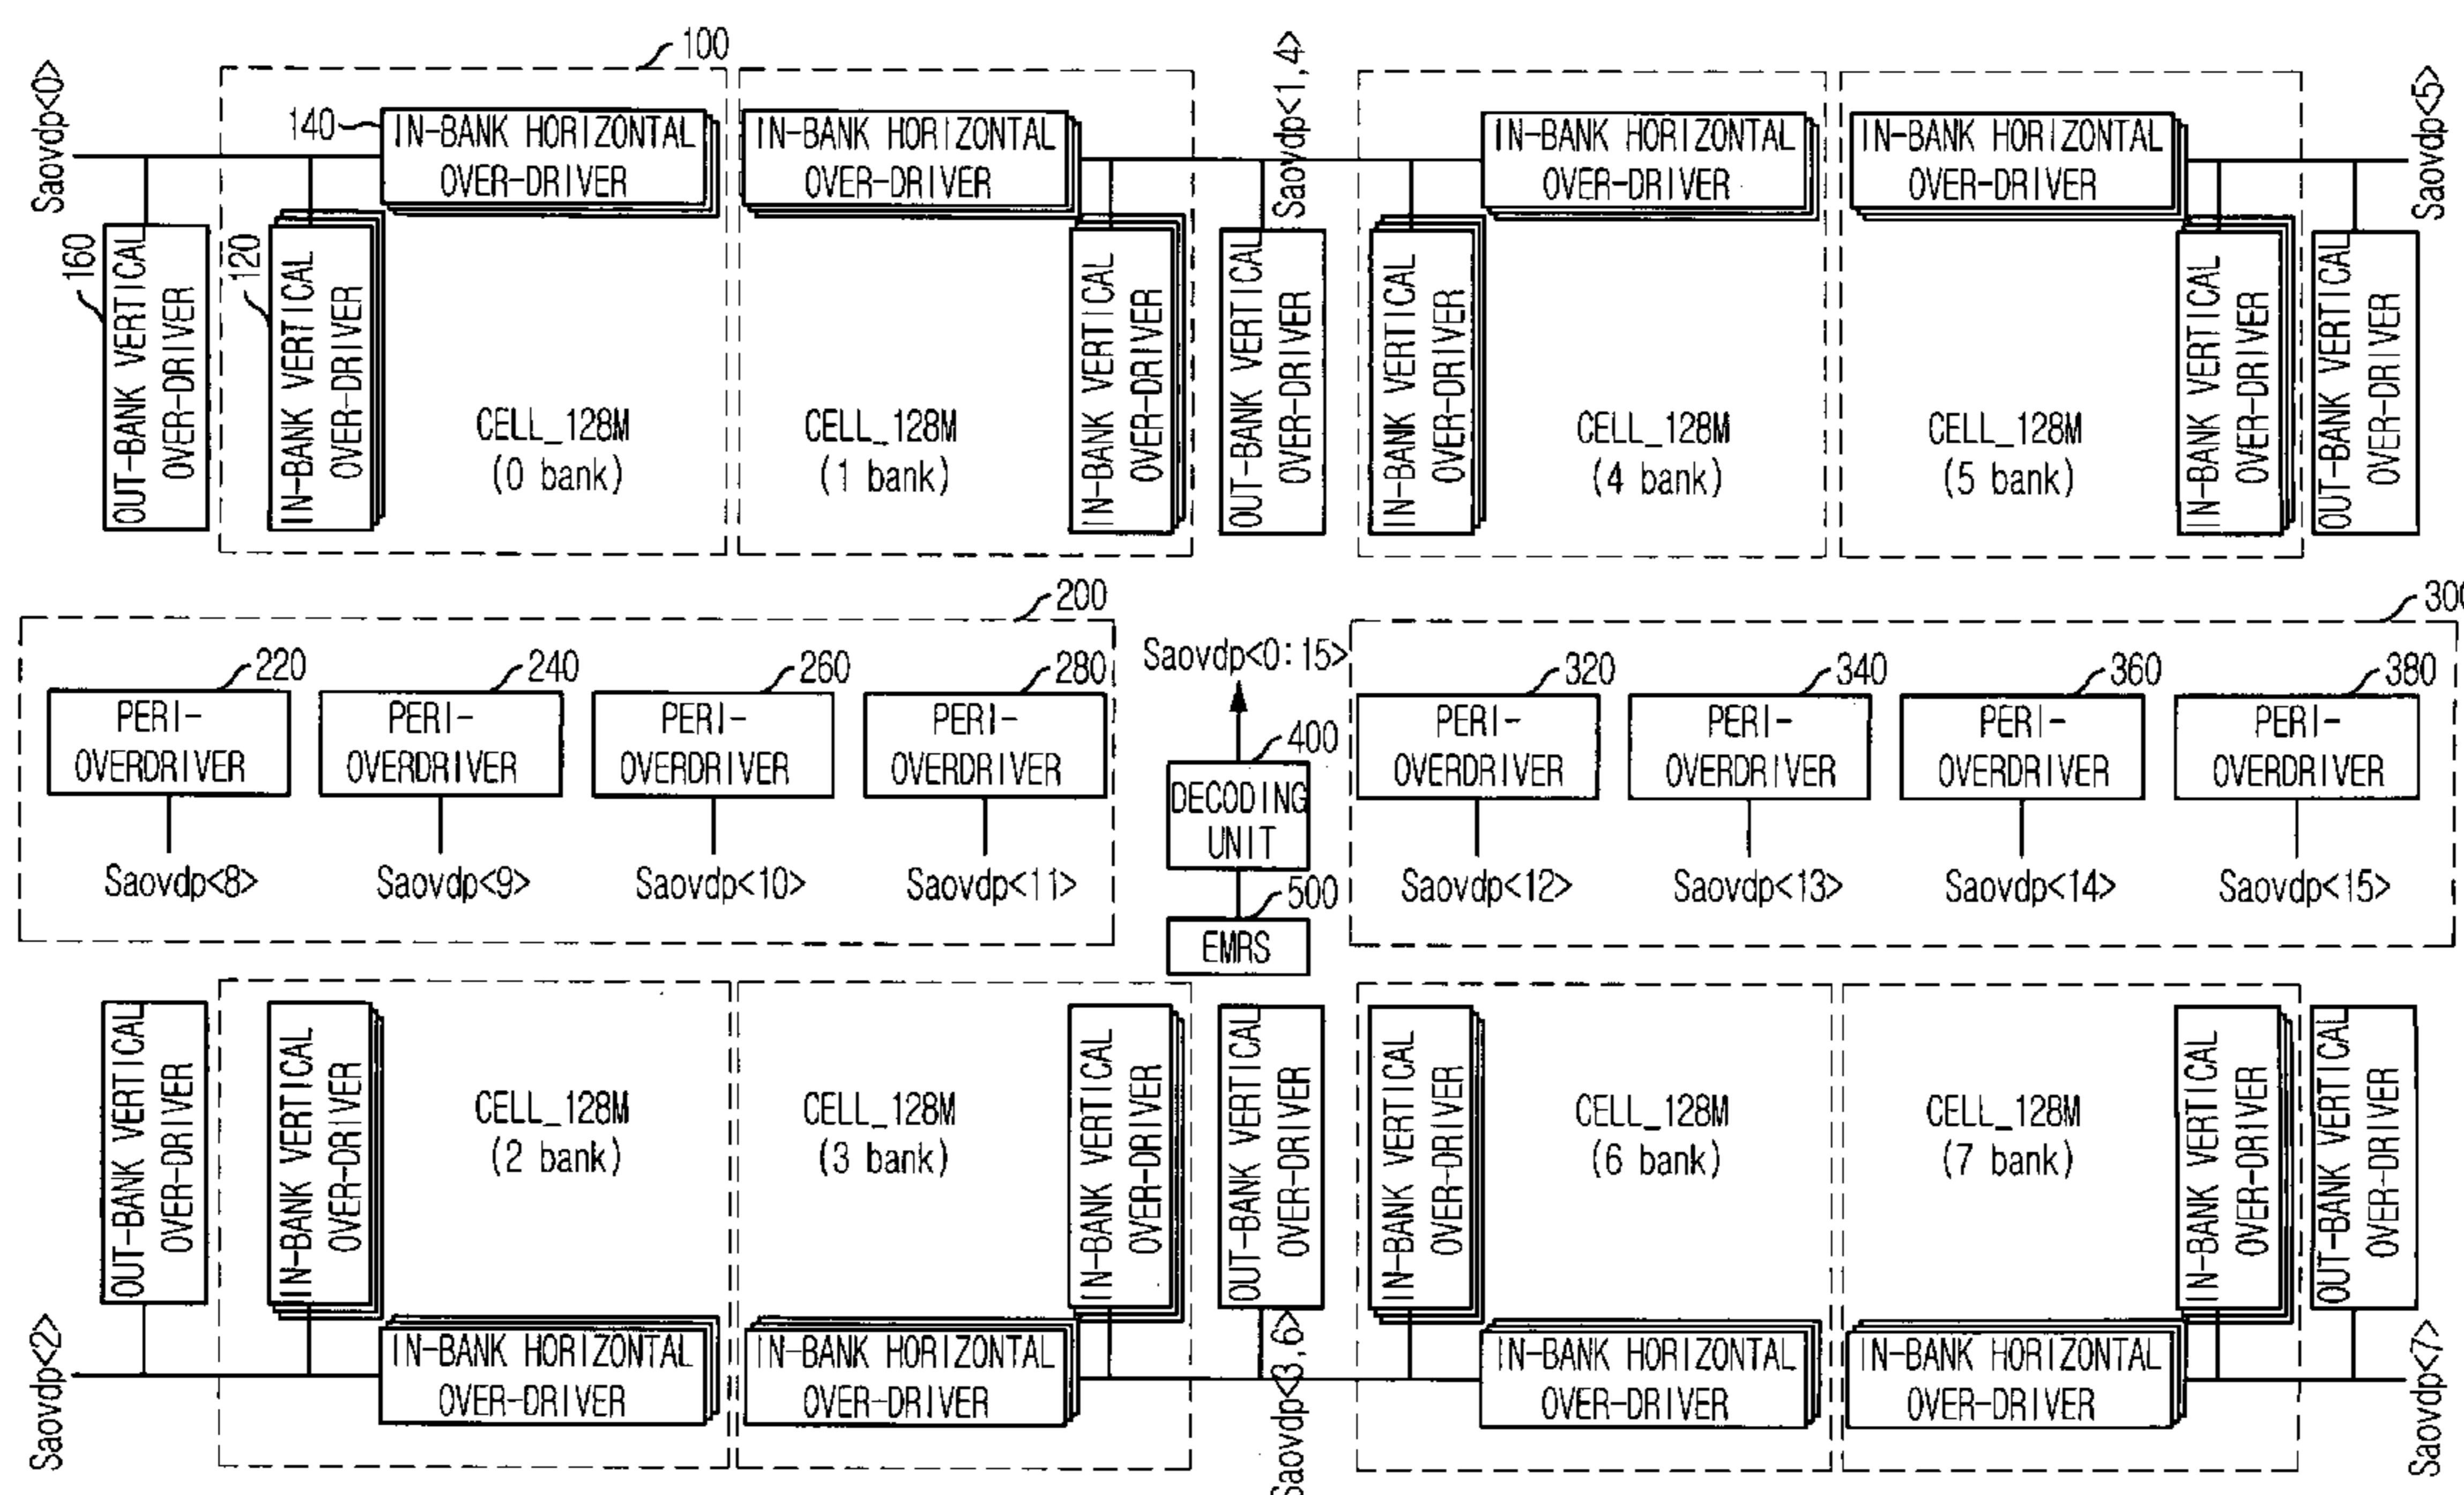 100
Saovdp<0>
140
IN-BANK HORIZONTAL
OVER-DRIVER
IN-BANK HORIZONTAL
OVER-DRIVER
Saovdp<1,4>
IN-BANK HORIZONTAL
OVER-DRIVER
IN-BANK HORIZONTAL
OVER-DRIVER
Saovdp<5>
160
OUT-BANK VERTICAL
OVER-DRIVER
120
IN-BANK VERTICAL
OVER-DRIVER
CELL_128M
(0 bank)
CELL_128M
(1 bank)
IN-BANK VERTICAL
OVER-DRIVER
OUT-BANK VERTICAL
OVER-DRIVER
IN-BANK VERTICAL
OVER-DRIVER
CELL_128M
(4 bank)
CELL_128M
(5 bank)
IN-BANK VERTICAL
OVER-DRIVER
OUT-BANK VERTICAL
OVER-DRIVER
200
300
220
PERI-
OVERDRIVER
Saovdp<8>
240
PERI-
OVERDRIVER
Saovdp<9>
260
PERI-
OVERDRIVER
Saovdp<10>
280
PERI-
OVERDRIVER
Saovdp<11>
Saovdp<0:15>
400
DECODING
UNIT
500
EMRS
320
PERI-
OVERDRIVER
Saovdp<12>
340
PERI-
OVERDRIVER
Saovdp<13>
360
PERI-
OVERDRIVER
Saovdp<14>
380
PERI-
OVERDRIVER
Saovdp<15>
OUT-BANK VERTICAL
OVER-DRIVER
IN-BANK VERTICAL
OVER-DRIVER
CELL_128M
(2 bank)
CELL_128M
(3 bank)
IN-BANK VERTICAL
OVER-DRIVER
OUT-BANK VERTICAL
OVER-DRIVER
IN-BANK VERTICAL
OVER-DRIVER
CELL_128M
(6 bank)
CELL_128M
(7 bank)
IN-BANK VERTICAL
OVER-DRIVER
OUT-BANK VERTICAL
OVER-DRIVER
Saovdp<2>
IN-BANK HORIZONTAL
OVER-DRIVER
IN-BANK HORIZONTAL
OVER-DRIVER
Saovdp<3,6>
IN-BANK HORIZONTAL
OVER-DRIVER
IN-BANK HORIZONTAL
OVER-DRIVER
Saovdp<7>